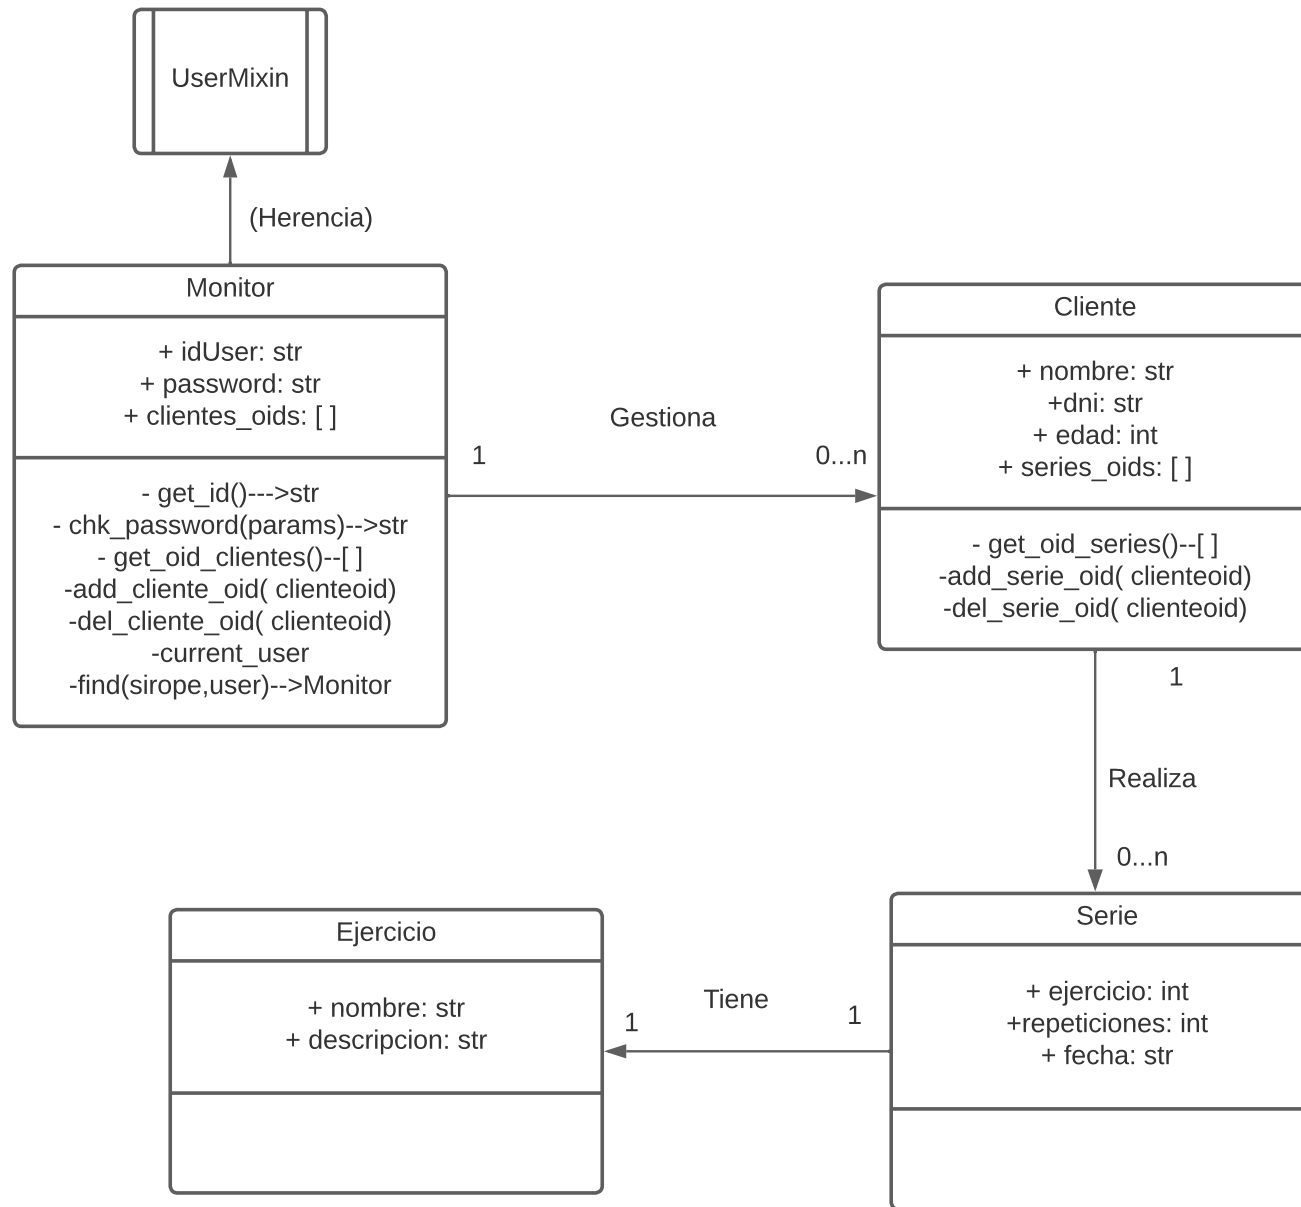 UserMixin
(Herencia)
Monitor
+ idUser: str
+ password: str
+ clientes_oids: [ ]
- get_id()--->str
- chk_password(params)-->str
- get_oid_clientes()--[ ]
-add_cliente_oid( clienteoid)
-del_cliente_oid( clienteoid)
-current_user
-find(sirope,user)-->Monitor
Gestiona
1
0...n
Cliente
+ nombre: str
+dni: str
+ edad: int
+ series_oids: [ ]
- get_oid_series()--[ ]
-add_serie_oid( clienteoid)
-del_serie_oid( clienteoid)
1
Realiza
0...n
Serie
+ ejercicio: int
+repeticiones: int
+ fecha: str
Tiene
1
1
Ejercicio
+ nombre: str
+ descripcion: str